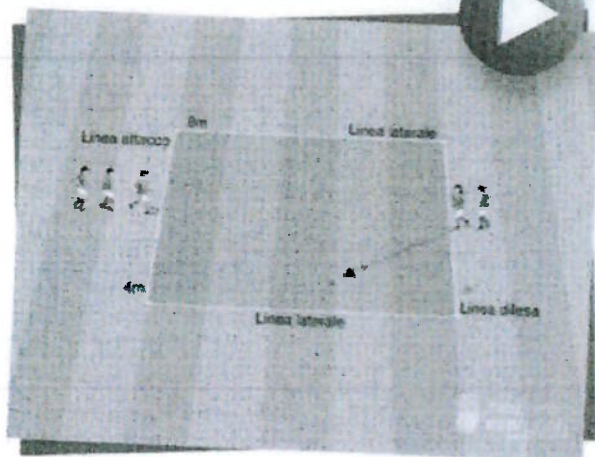 8m
Linea attacco
Linea laterale
4m
Linea laterale
Linea difesa